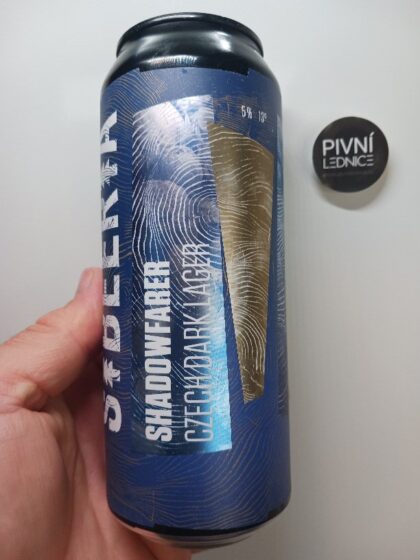 SIBEERIA
SHADOWFARER
CZECH DARK LAGER
5% 13°
PIVNÍ
LEDNICE